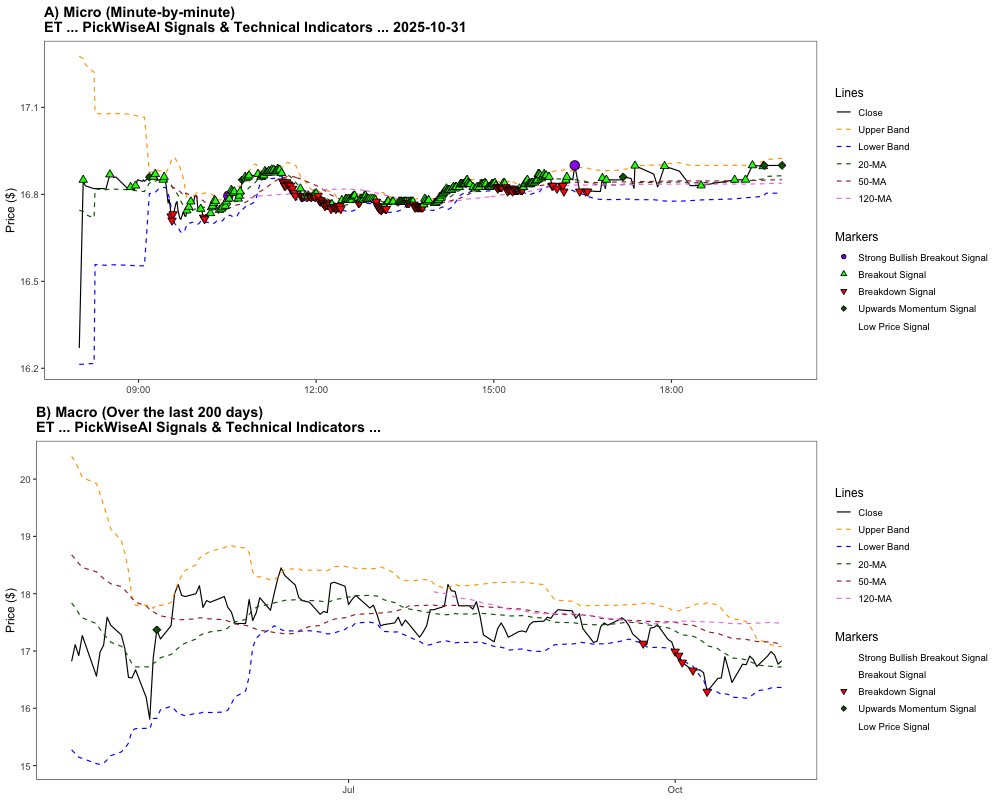 A) Micro (Minute-by-minute)
ET ... PickWiseAI Signals & Technical Indicators ... 2025-10-31
Price ($)
17.1
16.8
16.5
16.2
09:00
12:00
15:00
18:00
Lines
Close
Upper Band
Lower Band
20-MA
50-MA
120-MA
Markers
Strong Bullish Breakout Signal
Breakout Signal
Breakdown Signal
Upwards Momentum Signal
Low Price Signal
B) Macro (Over the last 200 days)
ET ... PickWiseAI Signals & Technical Indicators ...
Price ($)
20
19
18
17
16
15
Jul
Oct
Lines
Close
Upper Band
Lower Band
20-MA
50-MA
120-MA
Markers
Strong Bullish Breakout Signal
Breakout Signal
Breakdown Signal
Upwards Momentum Signal
Low Price Signal